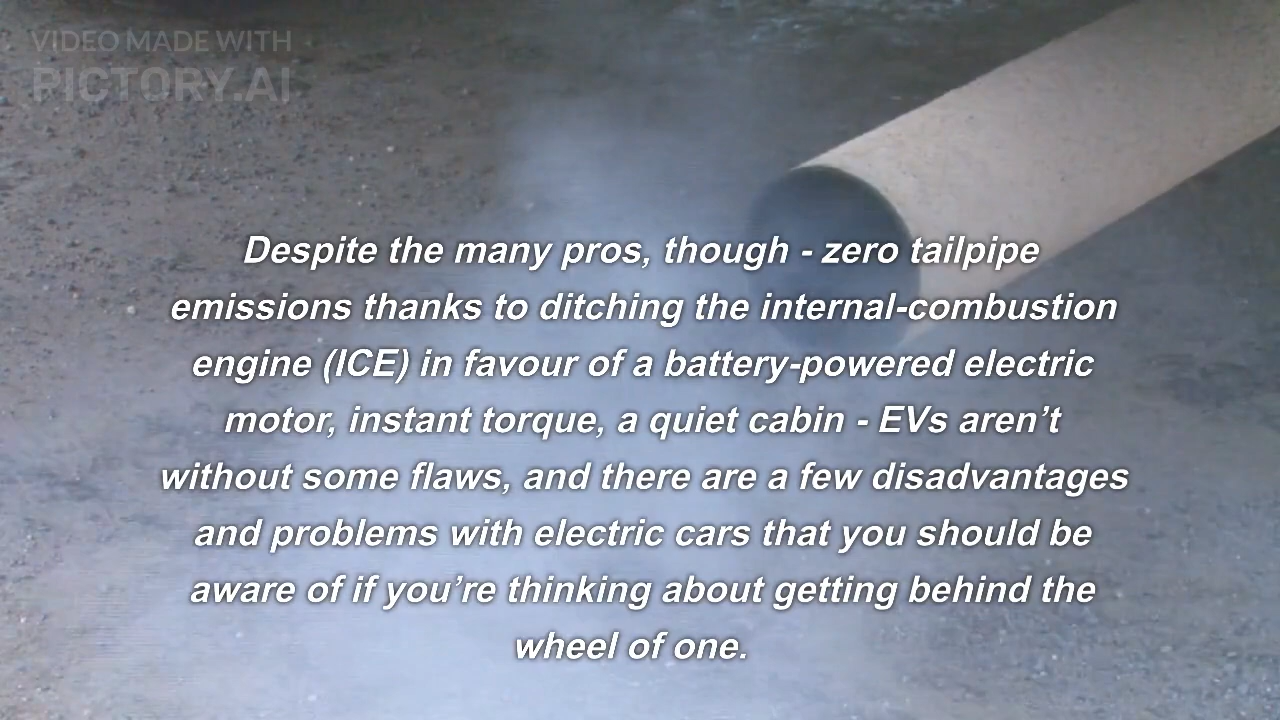 VIDEO MADE WITH
PICTORY.AI
Despite the many pros, though - zero tailpipe
emissions thanks to ditching the internal-combustion
engine (ICE) in favour of a battery-powered electric
motor, instant torque, a quiet cabin - EVs aren’t
without some flaws, and there are a few disadvantages
and problems with electric cars that you should be
aware of if you’re thinking about getting behind the
wheel of one.